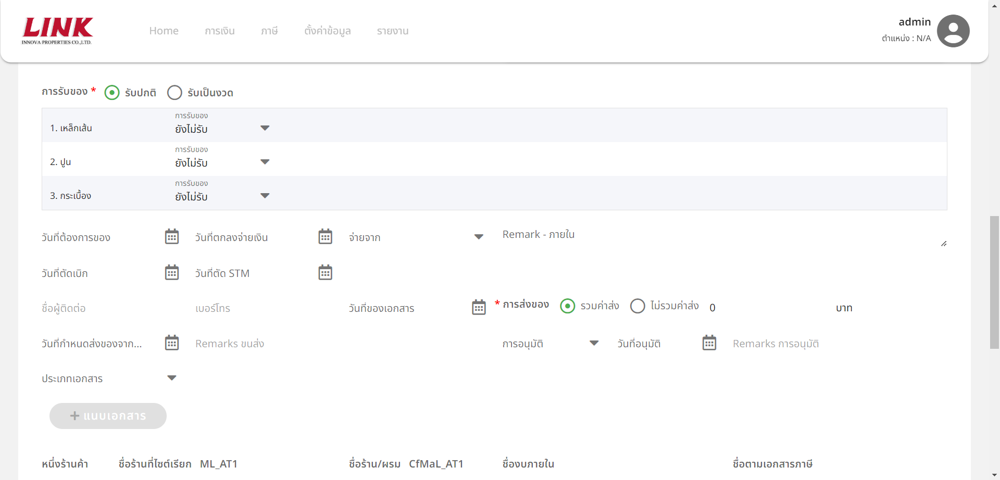 LINK
INNOVA PROPERTIES CO.,LTD.
Home การเงิน ภาษี ตั้งค่าข้อมูล รายงาน
admin
ตำแหน่ง : N/A
การรับของ * รับปกติ รับเป็นงวด
การรับของ
1. เหล็กเส้น ยังไม่รับ
การรับของ
2. ปูน ยังไม่รับ
การรับของ
3. กระเบื้อง ยังไม่รับ
วันที่ต้องการของ วันที่ตกลงจ่ายเงิน จ่ายจาก Remark - ภายใน
วันที่ตัดเบิก วันที่ตัด STM
ชื่อผู้ติดต่อ เบอร์โทร วันที่ของเอกสาร * การส่งของ รวมค่าส่ง ไม่รวมค่าส่ง 0 บาท
วันที่กำหนดส่งของจาก... Remarks ขนส่ง การอนุมัติ วันที่อนุมัติ Remarks การอนุมัติ
ประเภทเอกสาร
+ แนบเอกสาร
หนึ่งร้านค้า ชื่อร้านที่ไซต์เรียก ML_AT1 ชื่อร้าน/ผรม CfMaL_AT1 ชื่องบภายใน ชื่อตามเอกสารภาษี